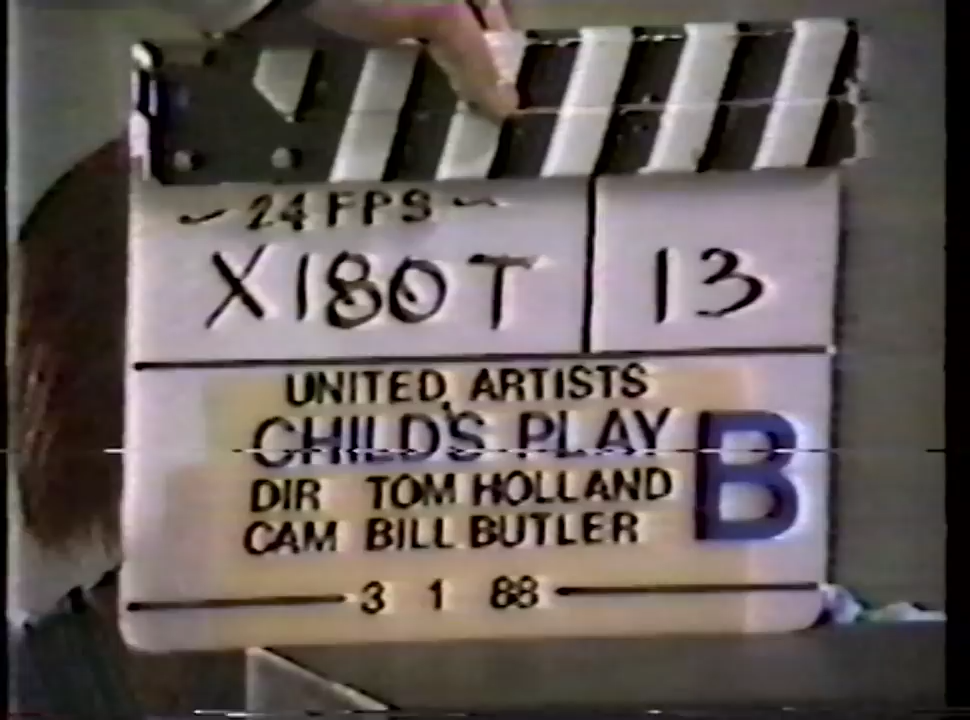 24 FPS
X180T 13
UNITED ARTISTS
CHILD'S PLAY
B
DIR TOM HOLLAND
CAM BILL BUTLER
3 1 88